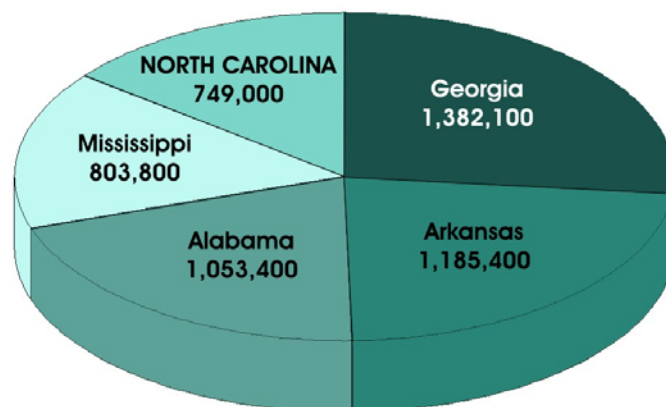 NORTH CAROLINA
749,000
Georgia
1,382,100
Mississippi
803,800
Alabama
1,053,400
Arkansas
1,185,400